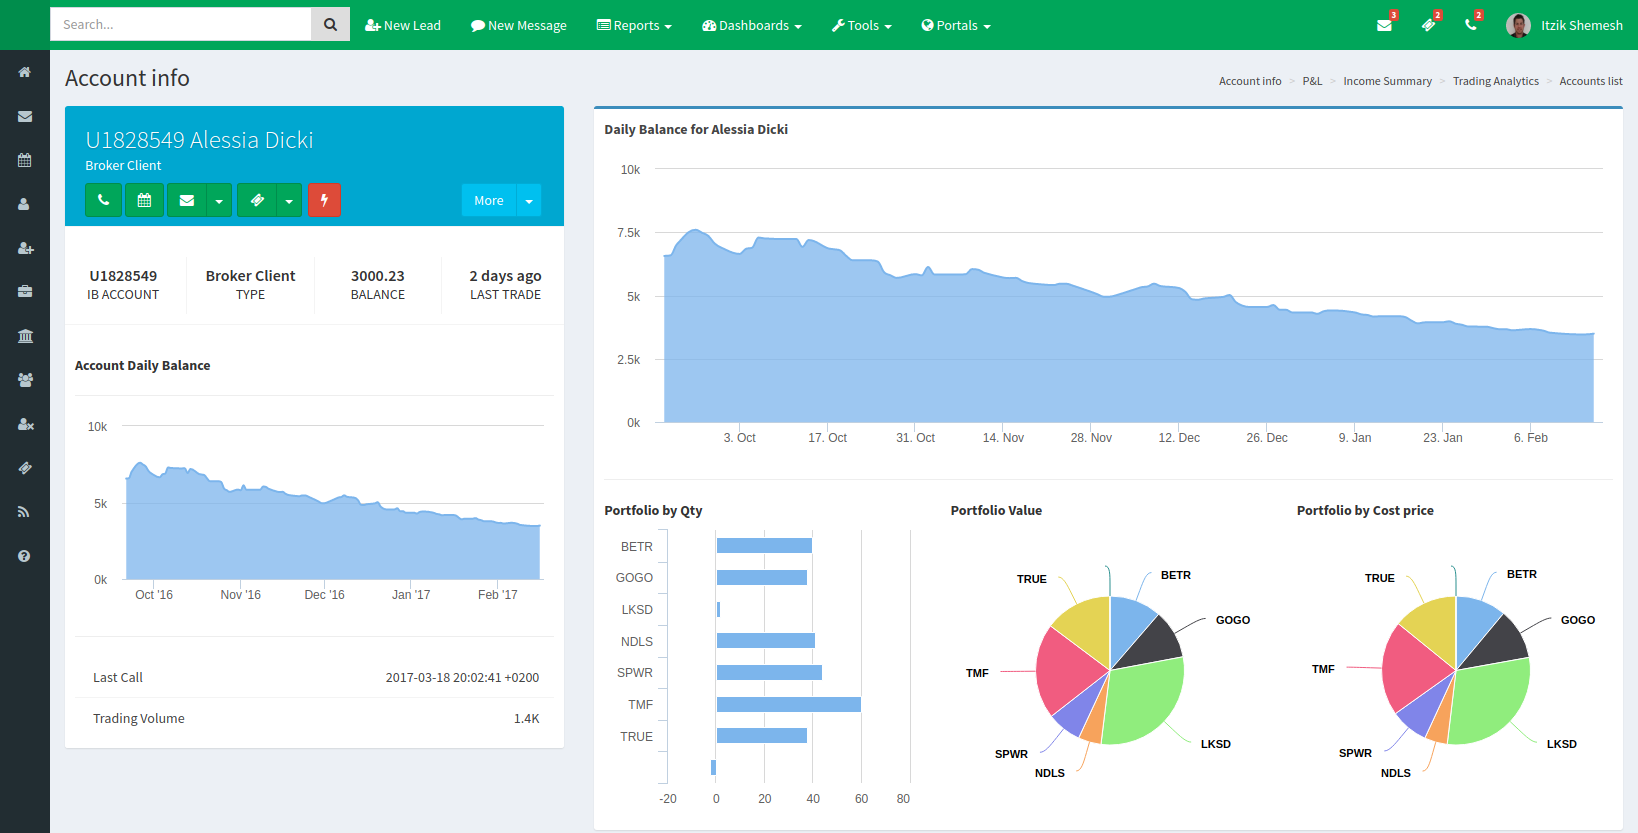 Search...
New Lead
New Message
Reports
Dashboards
Tools
Portals
3
2
2
Itzik Shemesh
Account info
Account info > P&L > Income Summary > Trading Analytics > Accounts list
U1828549 Alessia Dicki
Broker Client
More
U1828549
IB ACCOUNT
Broker Client
TYPE
3000.23
BALANCE
2 days ago
LAST TRADE
Account Daily Balance
10k
5k
0k
Oct '16
Nov '16
Dec '16
Jan '17
Feb '17
Last Call
2017-03-18 20:02:41 +0200
Trading Volume
1.4K
Daily Balance for Alessia Dicki
10k
7.5k
5k
2.5k
0k
3. Oct
17. Oct
31. Oct
14. Nov
28. Nov
12. Dec
26. Dec
9. Jan
23. Jan
6. Feb
Portfolio by Qty
BETR
GOGO
LKSD
NDLS
SPWR
TMF
TRUE
-20
0
20
40
60
80
Portfolio Value
TRUE
BETR
GOGO
TMF
SPWR
NDLS
LKSD
Portfolio by Cost price
TRUE
BETR
GOGO
TMF
SPWR
NDLS
LKSD